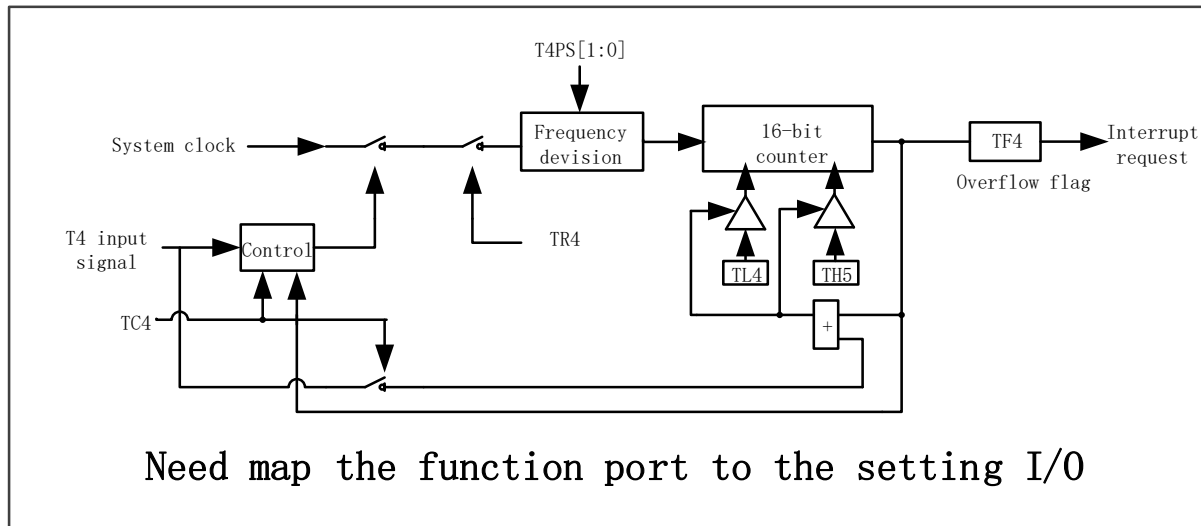 T4PS[1:0]
System clock
Frequency
devision
16-bit
counter
TF4
Interrupt
request
Overflow flag
T4 input
signal
Control
TR4
TL4
TH5
TC4
+
Need map the function port to the setting I/O